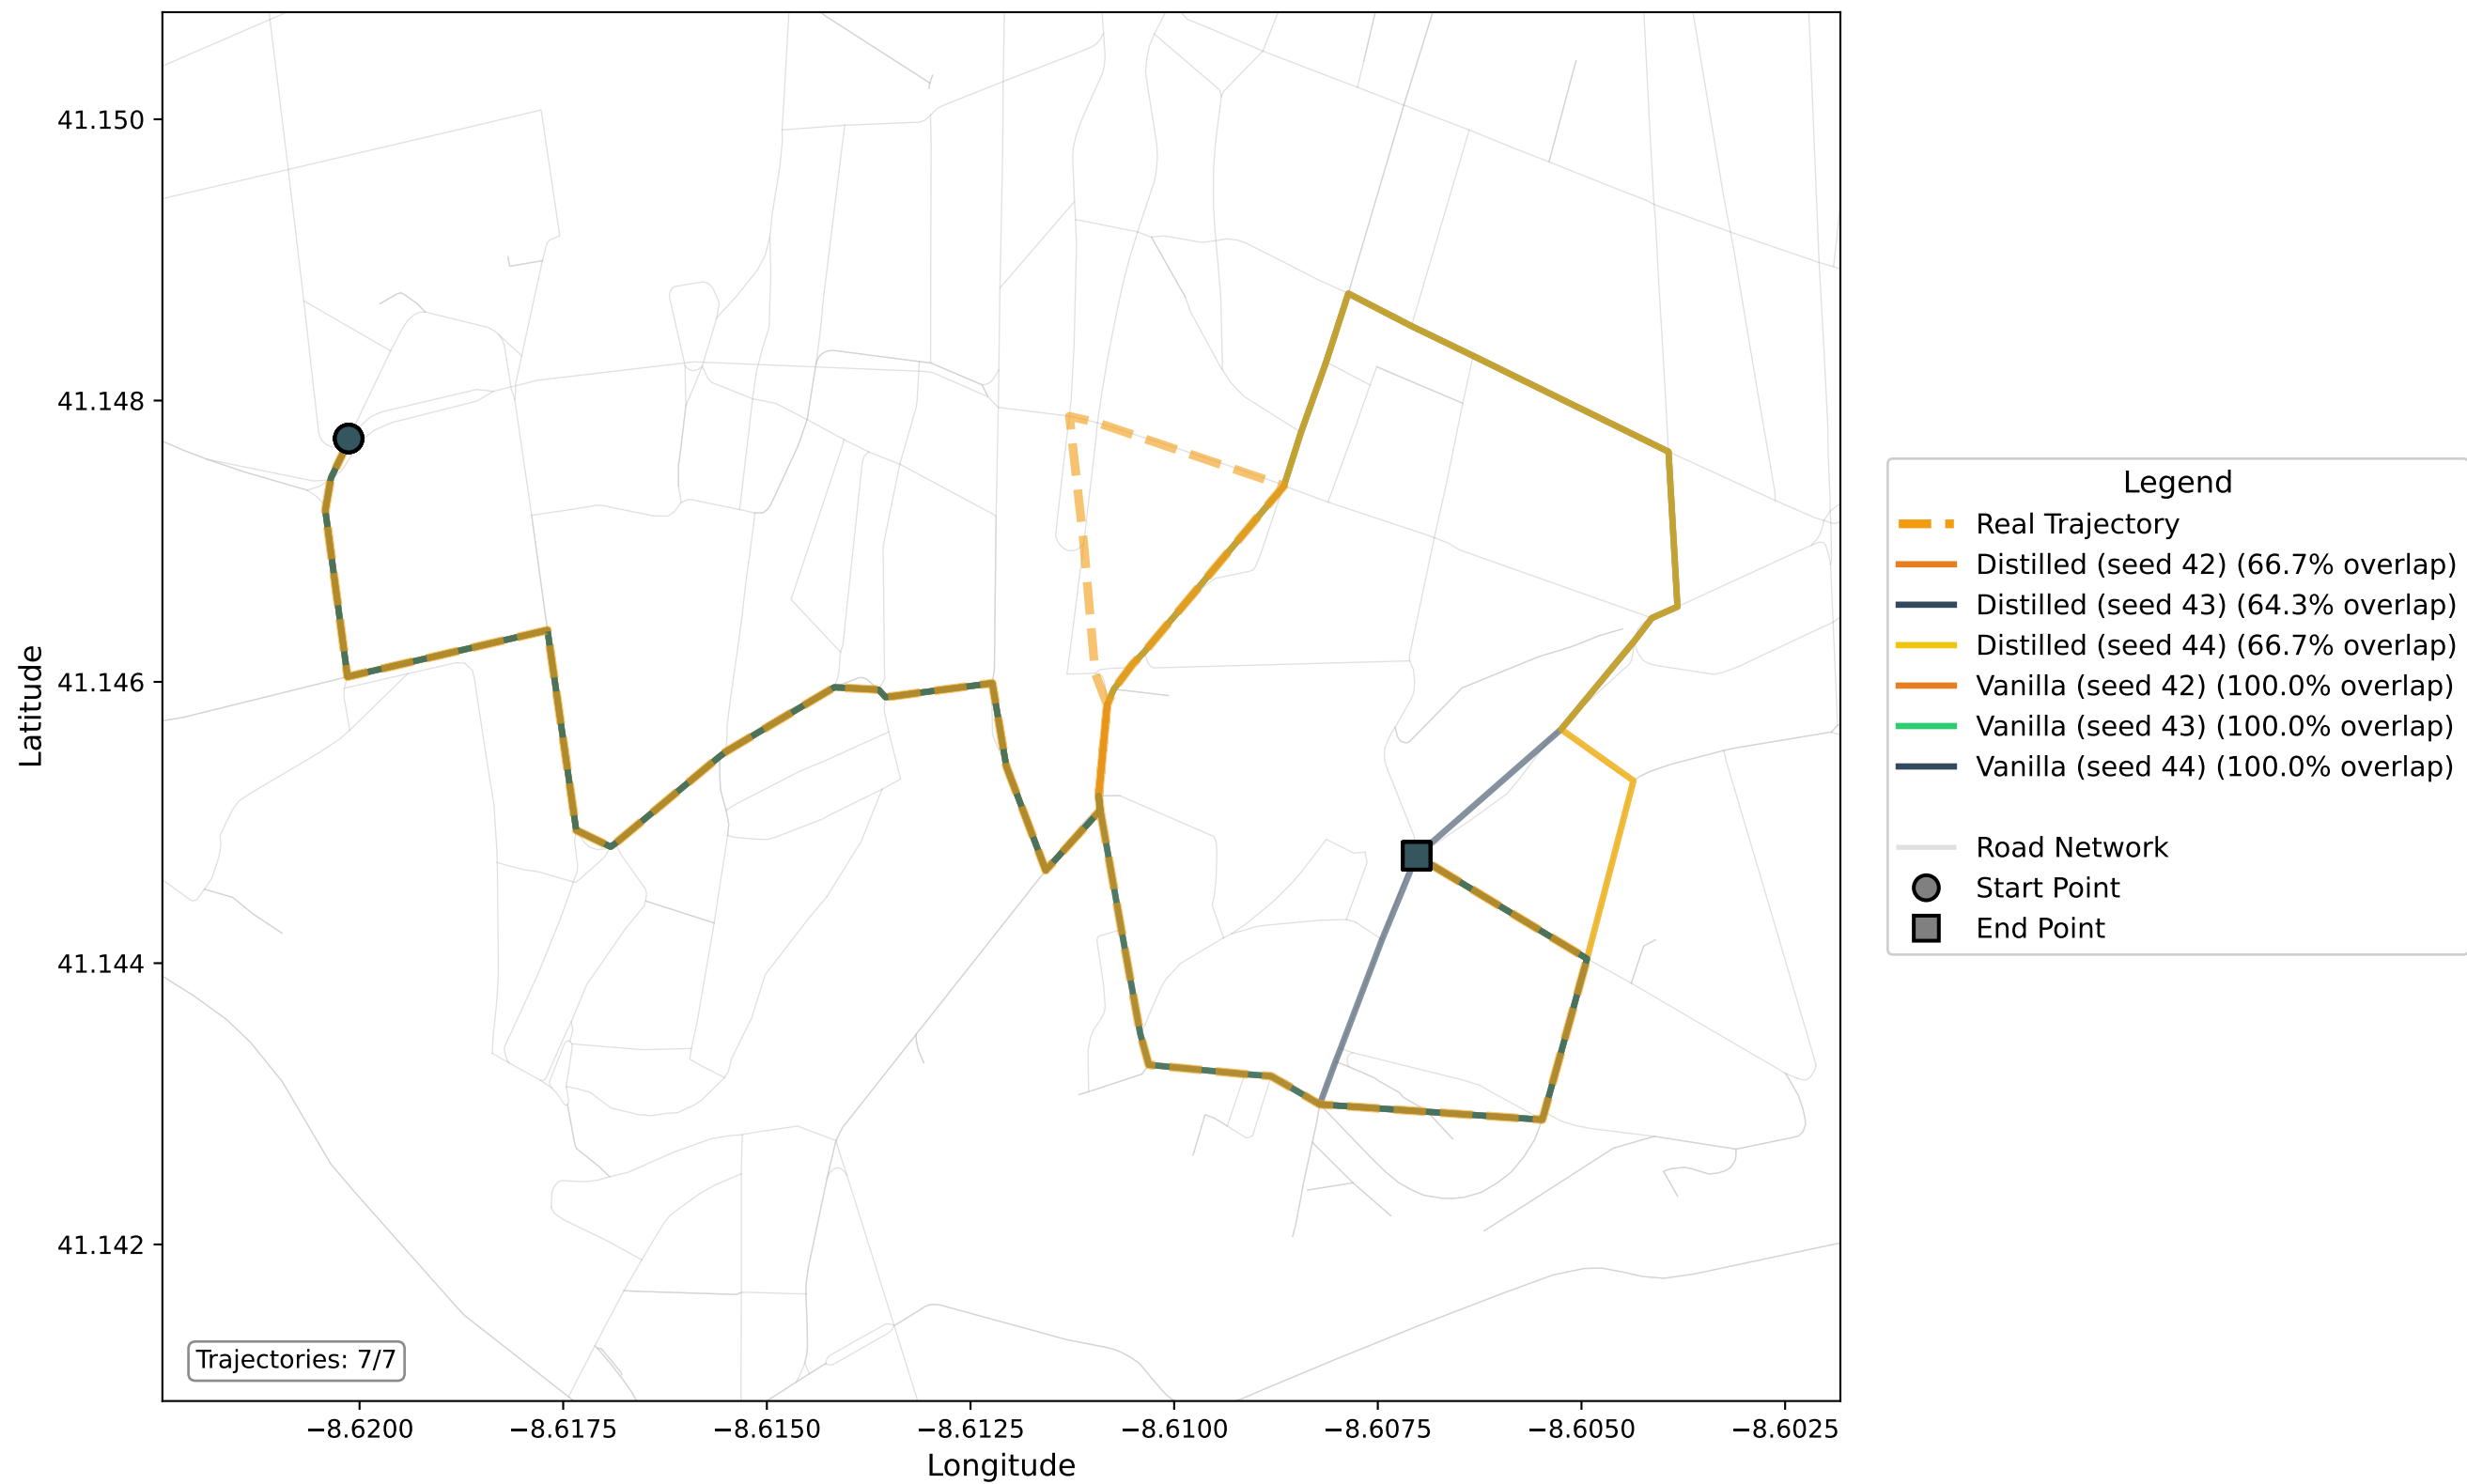 41.150
41.148
41.146
41.144
41.142
Latitude
−8.6200
−8.6175
−8.6150
−8.6125
−8.6100
−8.6075
−8.6050
−8.6025
Longitude
Trajectories: 7/7
Legend
Real Trajectory
Distilled (seed 42) (66.7% overlap)
Distilled (seed 43) (64.3% overlap)
Distilled (seed 44) (66.7% overlap)
Vanilla (seed 42) (100.0% overlap)
Vanilla (seed 43) (100.0% overlap)
Vanilla (seed 44) (100.0% overlap)
Road Network
Start Point
End Point